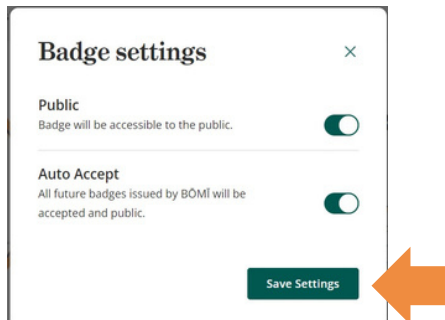 Badge settings
Public
Badge will be accessible to the public.
Auto Accept
All future badges issued by BŌMĪ will be
accepted and public.
Save Settings